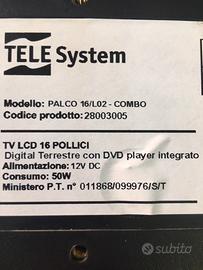 TELE System
Modello: PALCO 16/L02 - COMBO
Codice prodotto: 28003005
TV LCD 16 POLLICI
Digital Terrestre con DVD player integrato
Alimentazione: 12V DC
Consumo: 50W
Ministero P.T. n° 011868/099976/S/T
subito